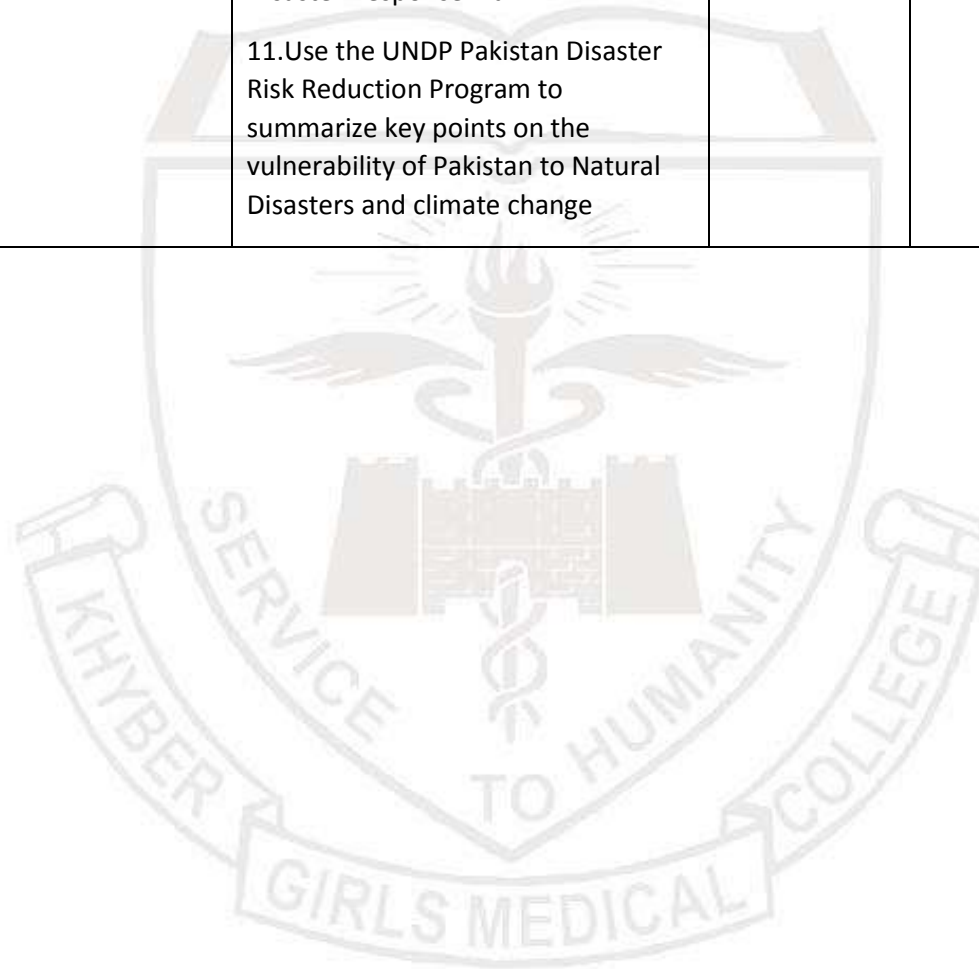 11.Use the UNDP Pakistan Disaster
Risk Reduction Program to
summarize key points on the
vulnerability of Pakistan to Natural
Disasters and climate change
SERVICE
TO HUMANITY
KHYBER
GIRLS MEDICAL
COLLEGE